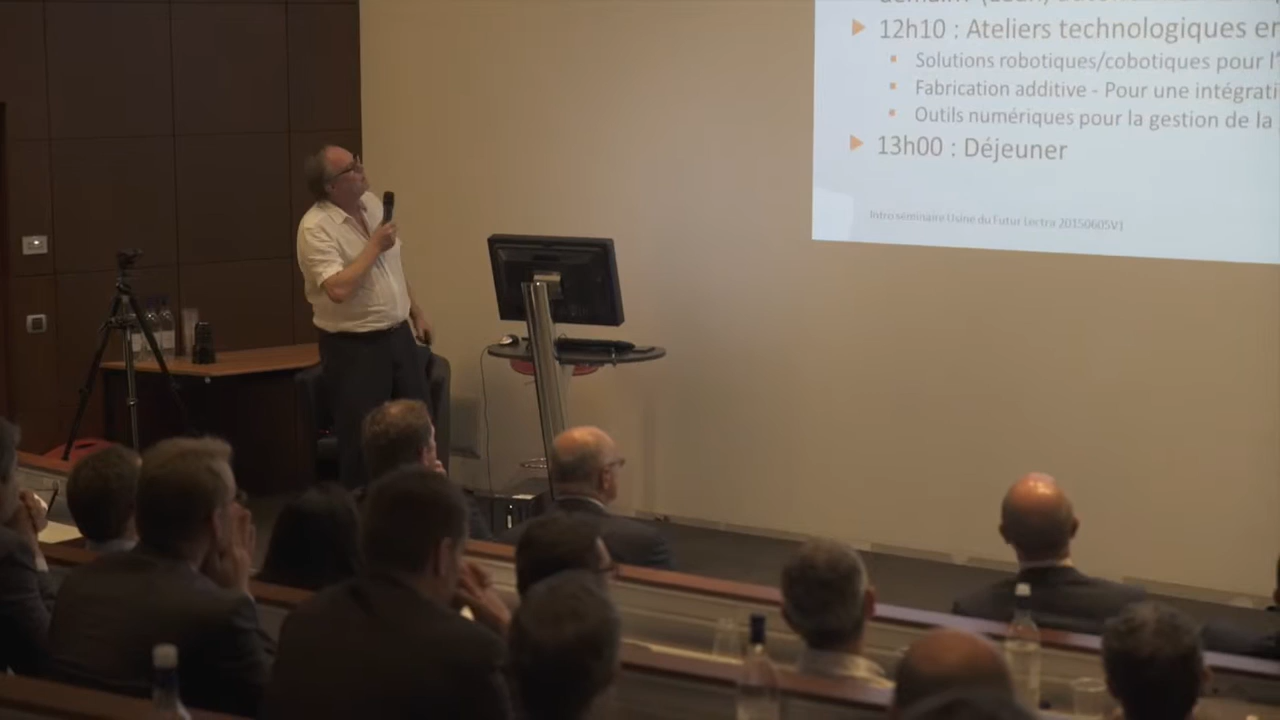 12h10 : Ateliers technologiques en
Solutions robotiques/cobotiques pour l'
Fabrication additive - Pour une intégrati
Outils numériques pour la gestion de la
13h00 : Déjeuner
Intro séminaire Usine du Futur Lectra 20150605V1